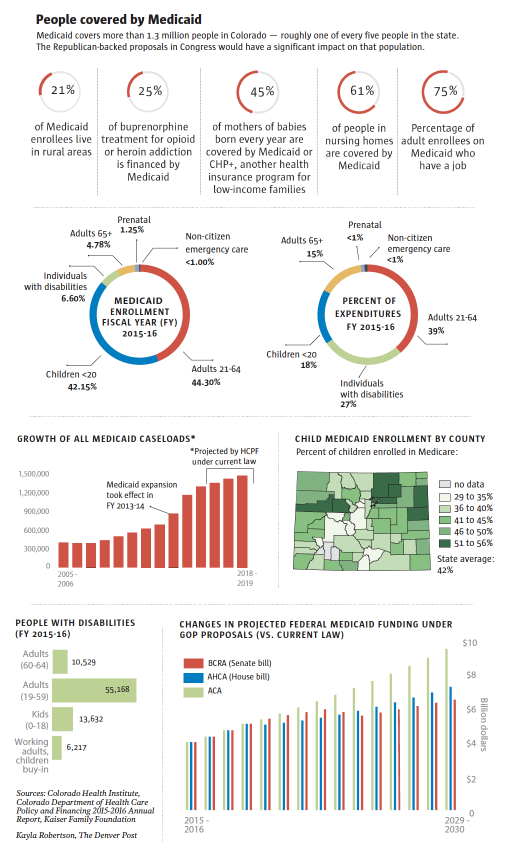 People covered by Medicaid
Medicaid covers more than 1.3 million people in Colorado — roughly one of every five people in the state.
The Republican-backed proposals in Congress would have a significant impact on that population.
21%
of Medicaid
enrollees live
in rural areas
25%
of buprenorphine
treatment for opioid
or heroin addiction
is financed by
Medicaid
45%
of mothers of babies
born every year are
covered by Medicaid or
CHP+, another health
insurance program for
low-income families
61%
of people in
nursing homes
are covered by
Medicaid
75%
Percentage of
adult enrollees on
Medicaid who
have a job
MEDICAID
ENROLLMENT
FISCAL YEAR (FY)
2015-16
Prenatal
1.25%
Non-citizen
emergency care
<1.00%
Adults 65+
4.78%
Individuals
with disabilities
6.60%
Children <20
42.15%
Adults 21-64
44.30%
PERCENT OF
EXPENDITURES
FY 2015-16
Prenatal
<1%
Non-citizen
emergency care
<1%
Adults 65+
15%
Adults 21-64
39%
Children <20
18%
Individuals
with disabilities
27%
GROWTH OF ALL MEDICAID CASELOADS*
*Projected by HCPF
under current law
Medicaid expansion
took effect in
FY 2013-14
1,500,000
1,200,000
900,000
600,000
300,000
0
2005 -
2006
2018 -
2019
CHILD MEDICAID ENROLLMENT BY COUNTY
Percent of children enrolled in Medicare:
no data
29 to 35%
36 to 40%
41 to 45%
46 to 50%
51 to 56%
State average:
42%
PEOPLE WITH DISABILITIES
(FY 2015-16)
Adults
(60-64)
10,529
Adults
(19-59)
55,168
Kids
(0-18)
13,632
Working
adults,
children
buy-in
6,217
Sources: Colorado Health Institute,
Colorado Department of Health Care
Policy and Financing 2015-2016 Annual
Report, Kaiser Family Foundation
Kayla Robertson, The Denver Post
CHANGES IN PROJECTED FEDERAL MEDICAID FUNDING UNDER
GOP PROPOSALS (VS. CURRENT LAW)
BCRA (Senate bill)
AHCA (House bill)
ACA
$10
$8
$6
$4
$2
0
Billion dollars
2015 -
2016
2029 -
2030